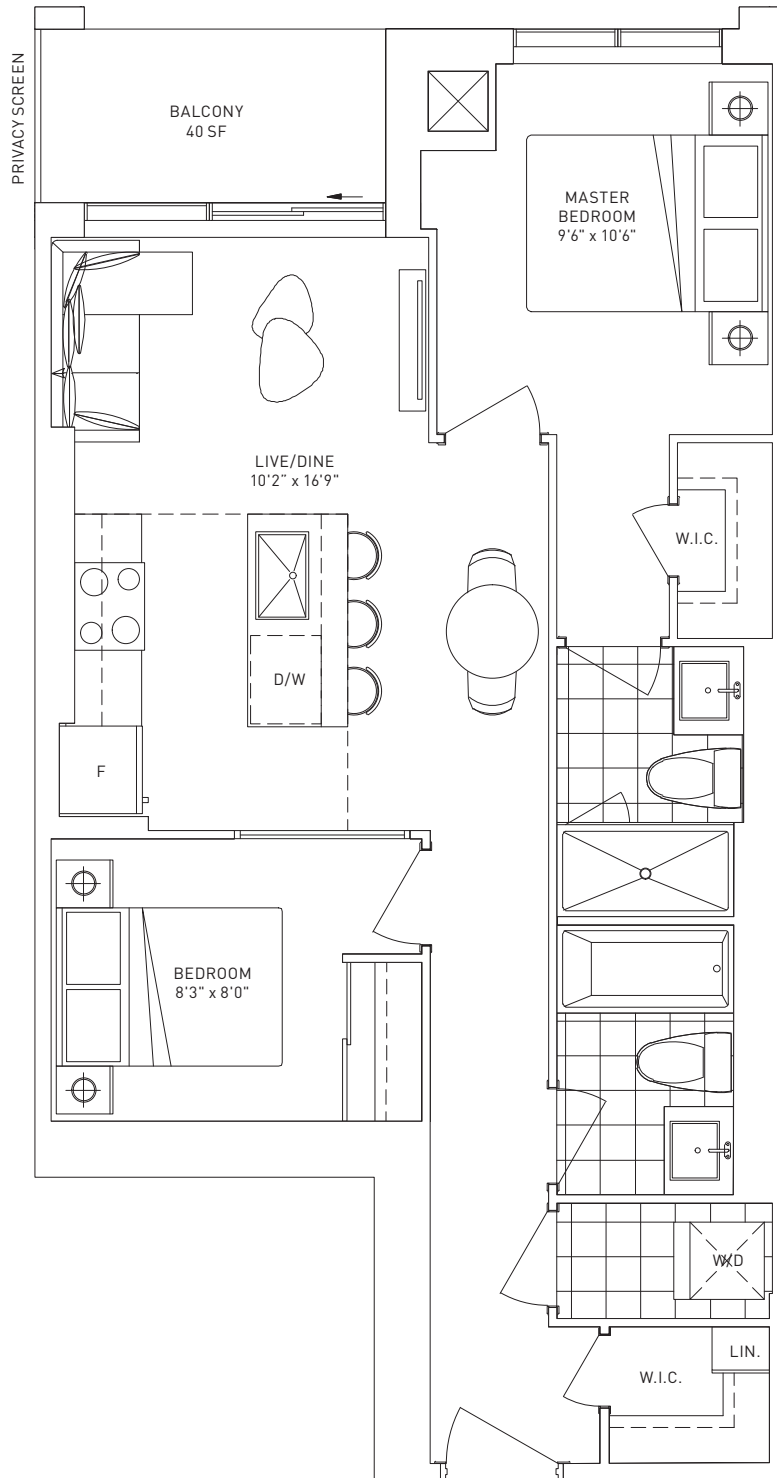 PRIVACY SCREEN
BALCONY
40 SF
MASTER
BEDROOM
9'6" x 10'6"
LIVE/DINE
10'2” x 16'9"
W.I.C.
D/W
F
BEDROOM
8'3" x 8'0"
W/D
LIN.
W.I.C.